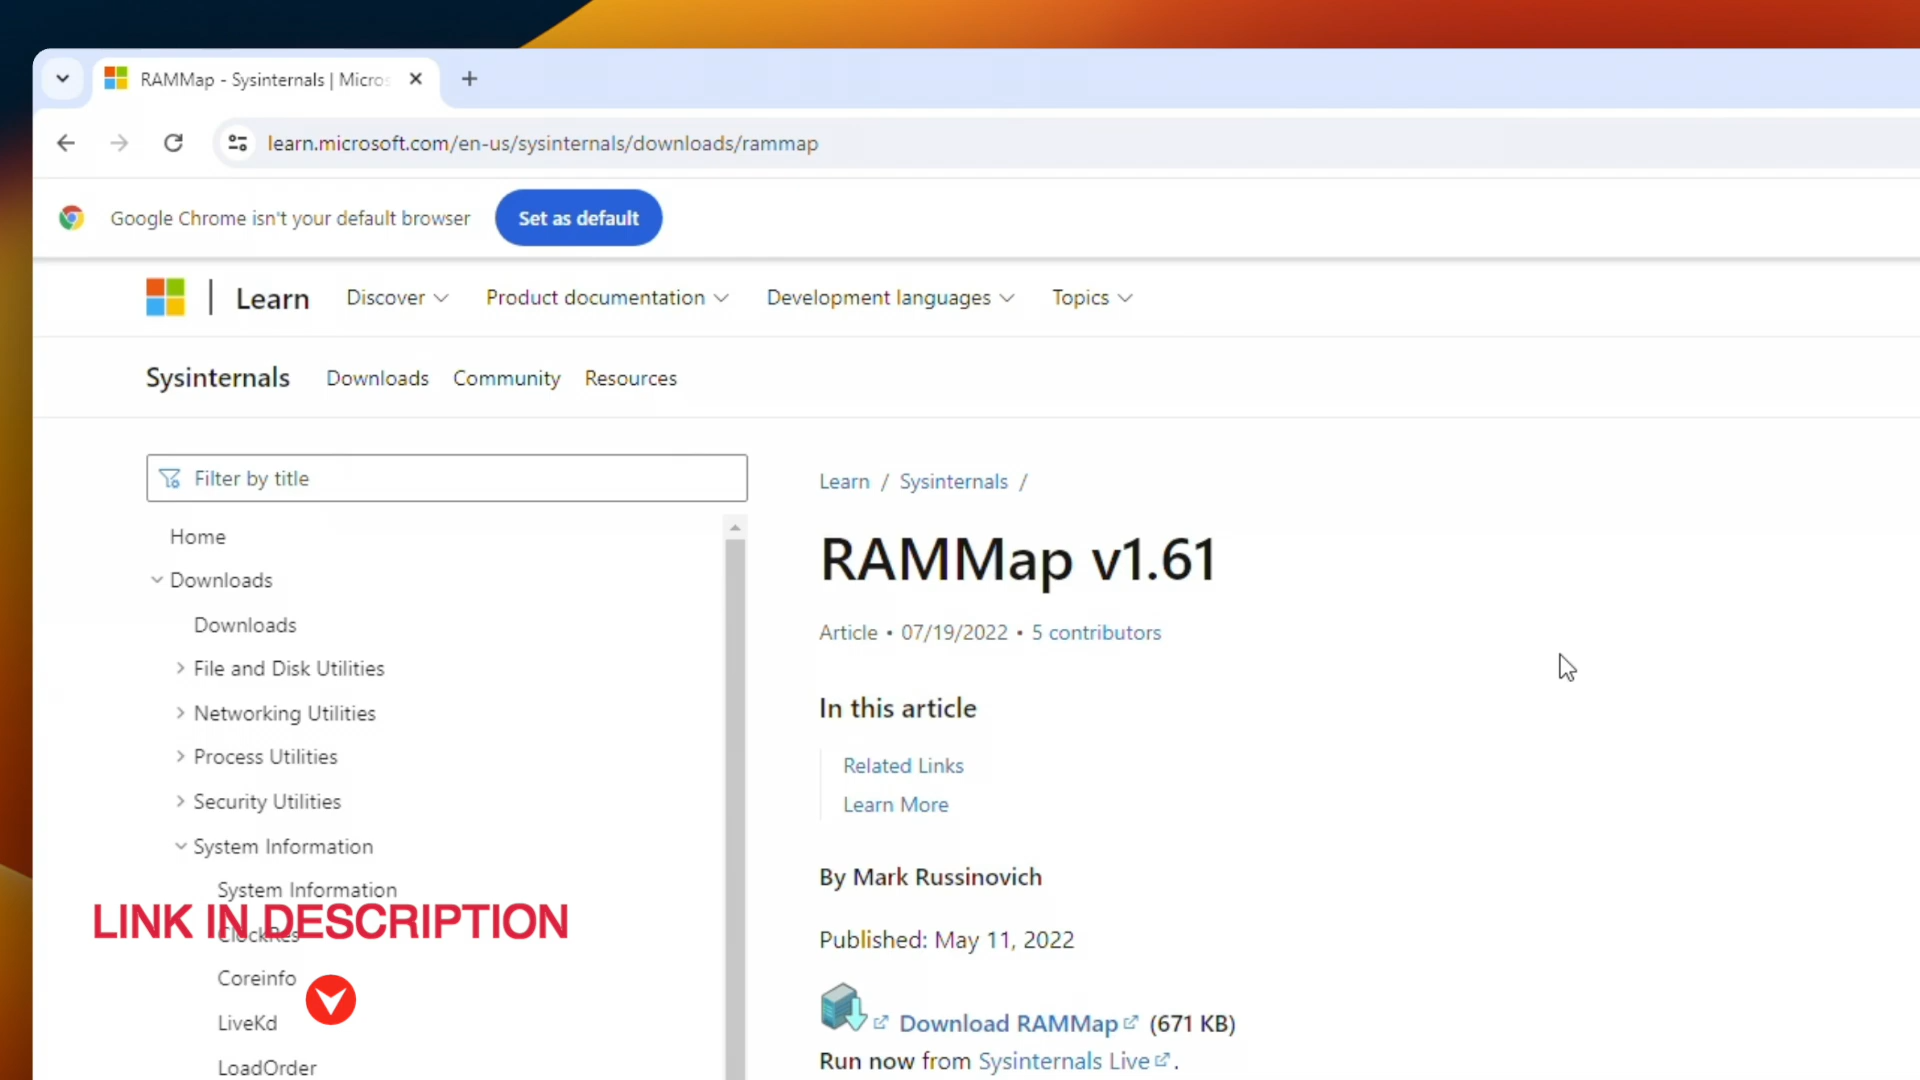 RAMMap - Sysinternals | Micros
learn.microsoft.com/en-us/sysinternals/downloads/rammap
Google Chrome isn't your default browser
Set as default
Learn
Discover
Product documentation
Development languages
Topics
Sysinternals
Downloads
Community
Resources
Filter by title
Home
Downloads
Downloads
File and Disk Utilities
Networking Utilities
Process Utilities
Security Utilities
System Information
System Information
LINK IN DESCRIPTION
ClockRes
Coreinfo
LiveKd
LoadOrder
Learn / Sysinternals /
RAMMap v1.61
Article • 07/19/2022 • 5 contributors
In this article
Related Links
Learn More
By Mark Russinovich
Published: May 11, 2022
Download RAMMap (671 KB)
Run now from Sysinternals Live.